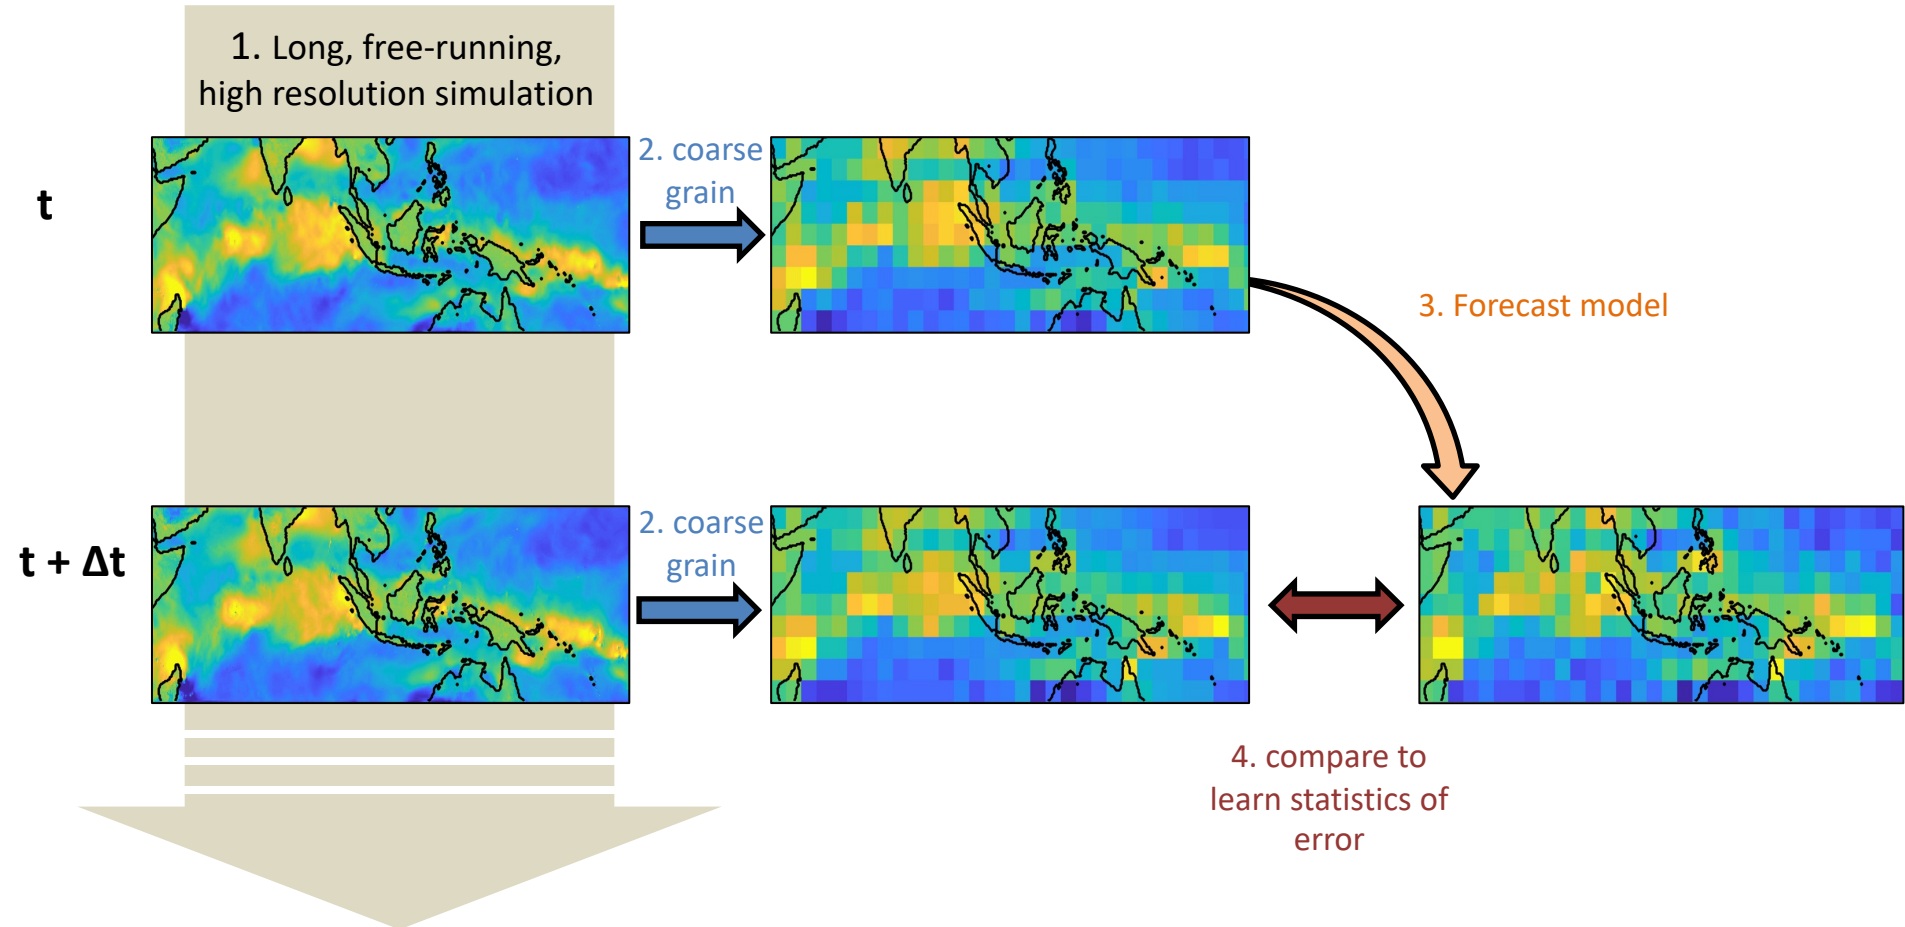 1. Long, free-running,
high resolution simulation
t
2. coarse
grain
3. Forecast model
t + Δt
2. coarse
grain
4. compare to
learn statistics of
error